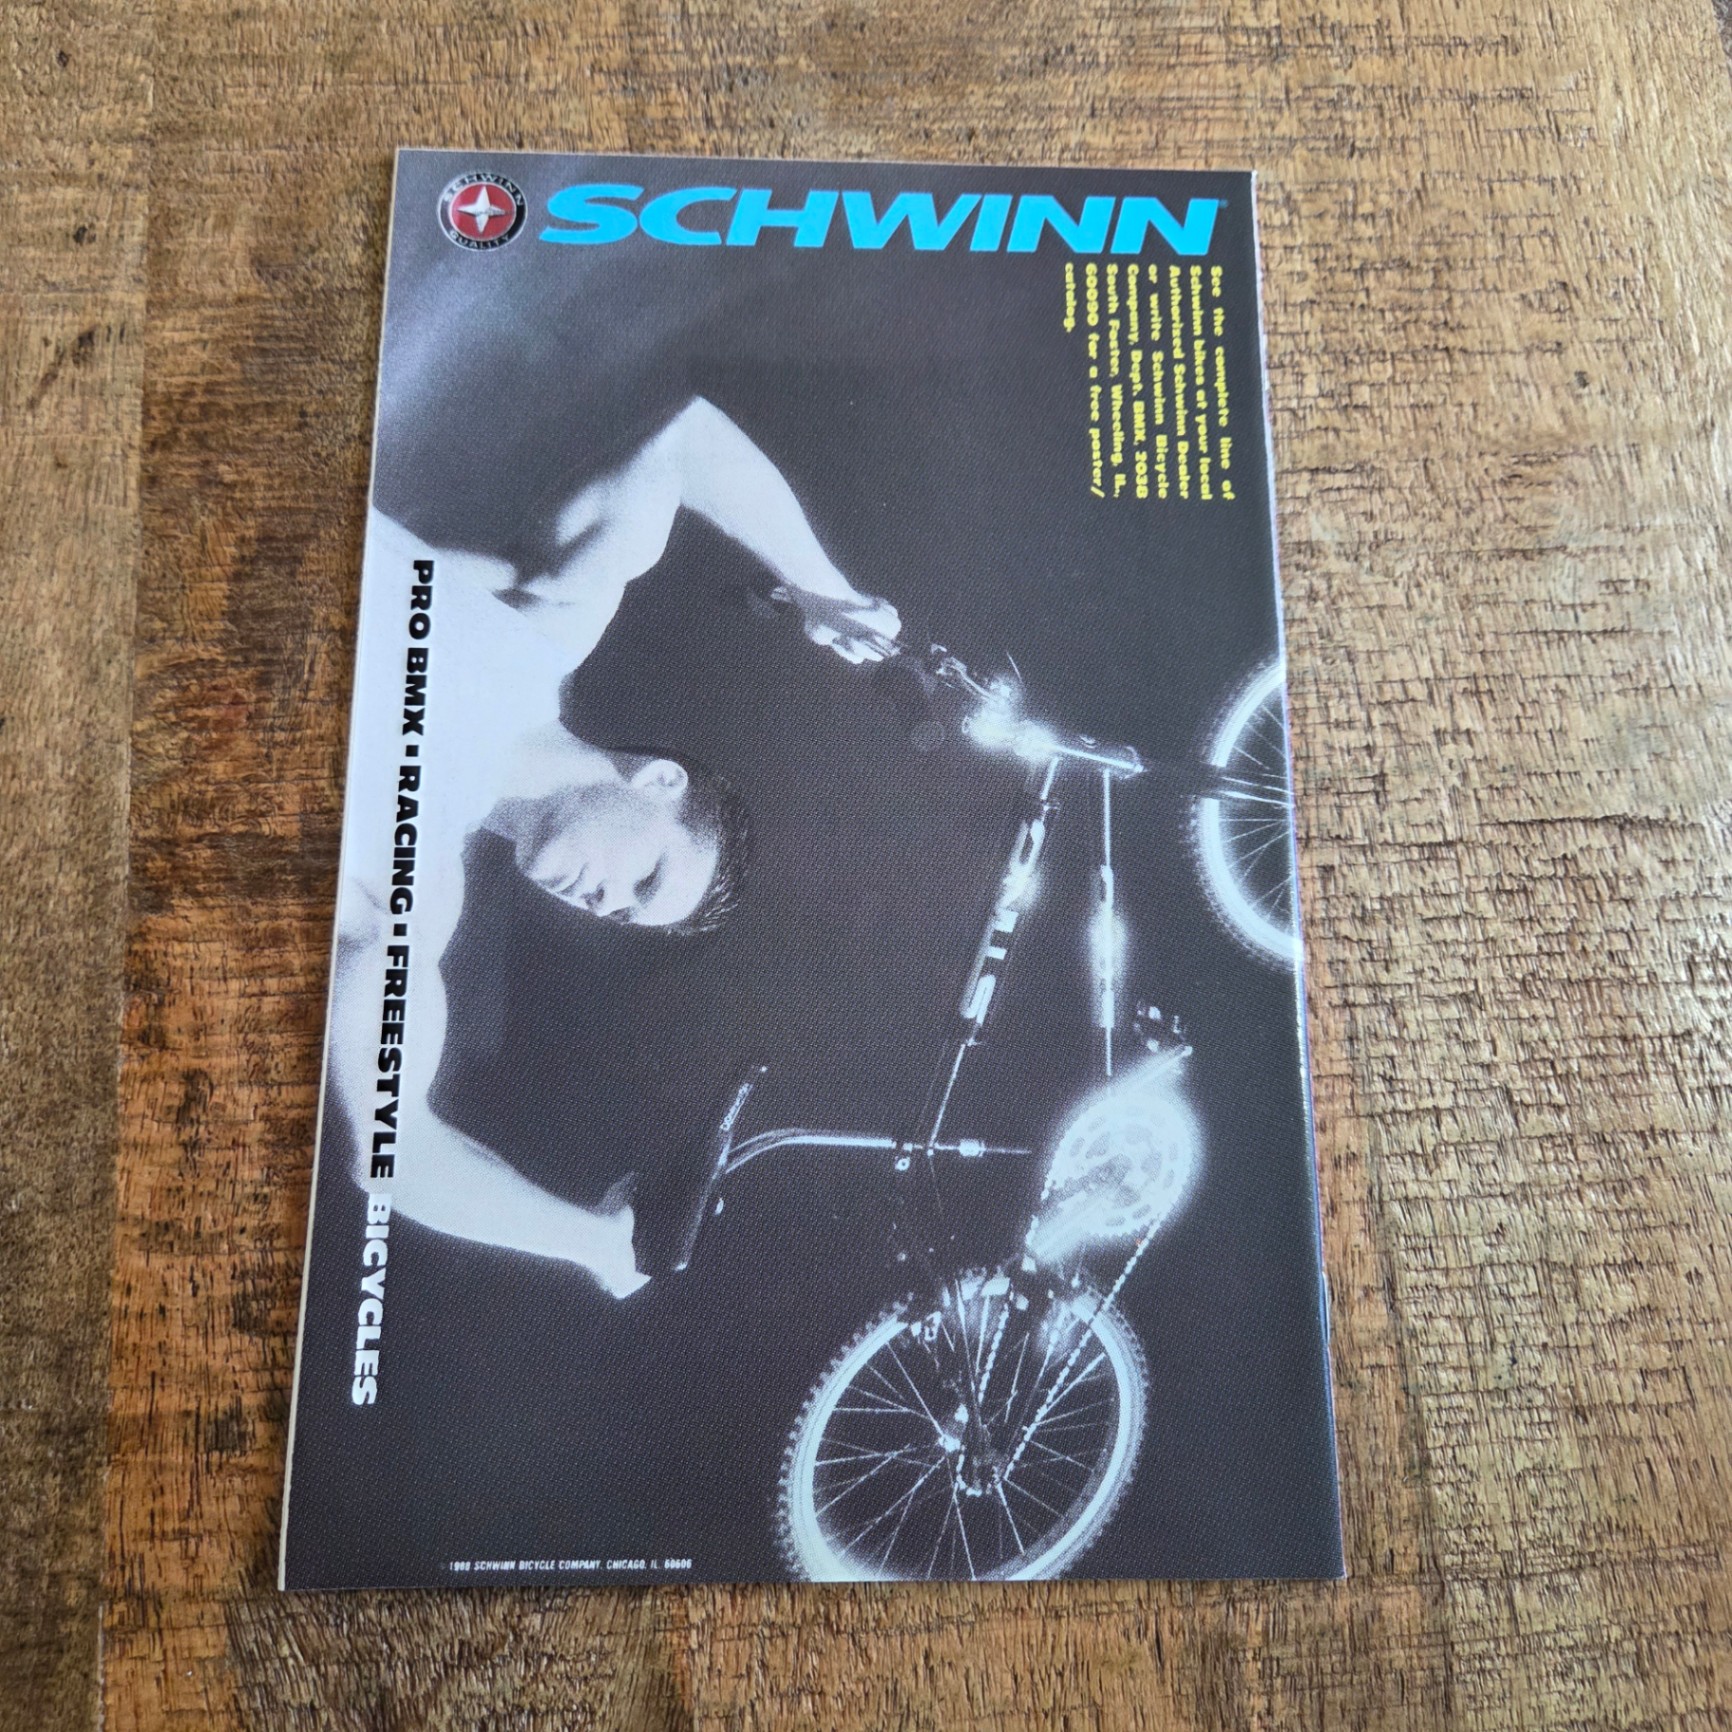 SCHWINN
QUALITY
SCHWINN
See the complete line of
Schwinn bikes at your local
Authorized Schwinn Dealer
or write Schwinn Bicycle
Company, Dept. BMX, 2038
South Foster, Wheeling, IL,
60090 for a free poster/
catalog.
PRO BMX ▪ RACING ▪ FREESTYLE BICYCLES
SCHWINN BICYCLE COMPANY, CHICAGO, IL. 60606